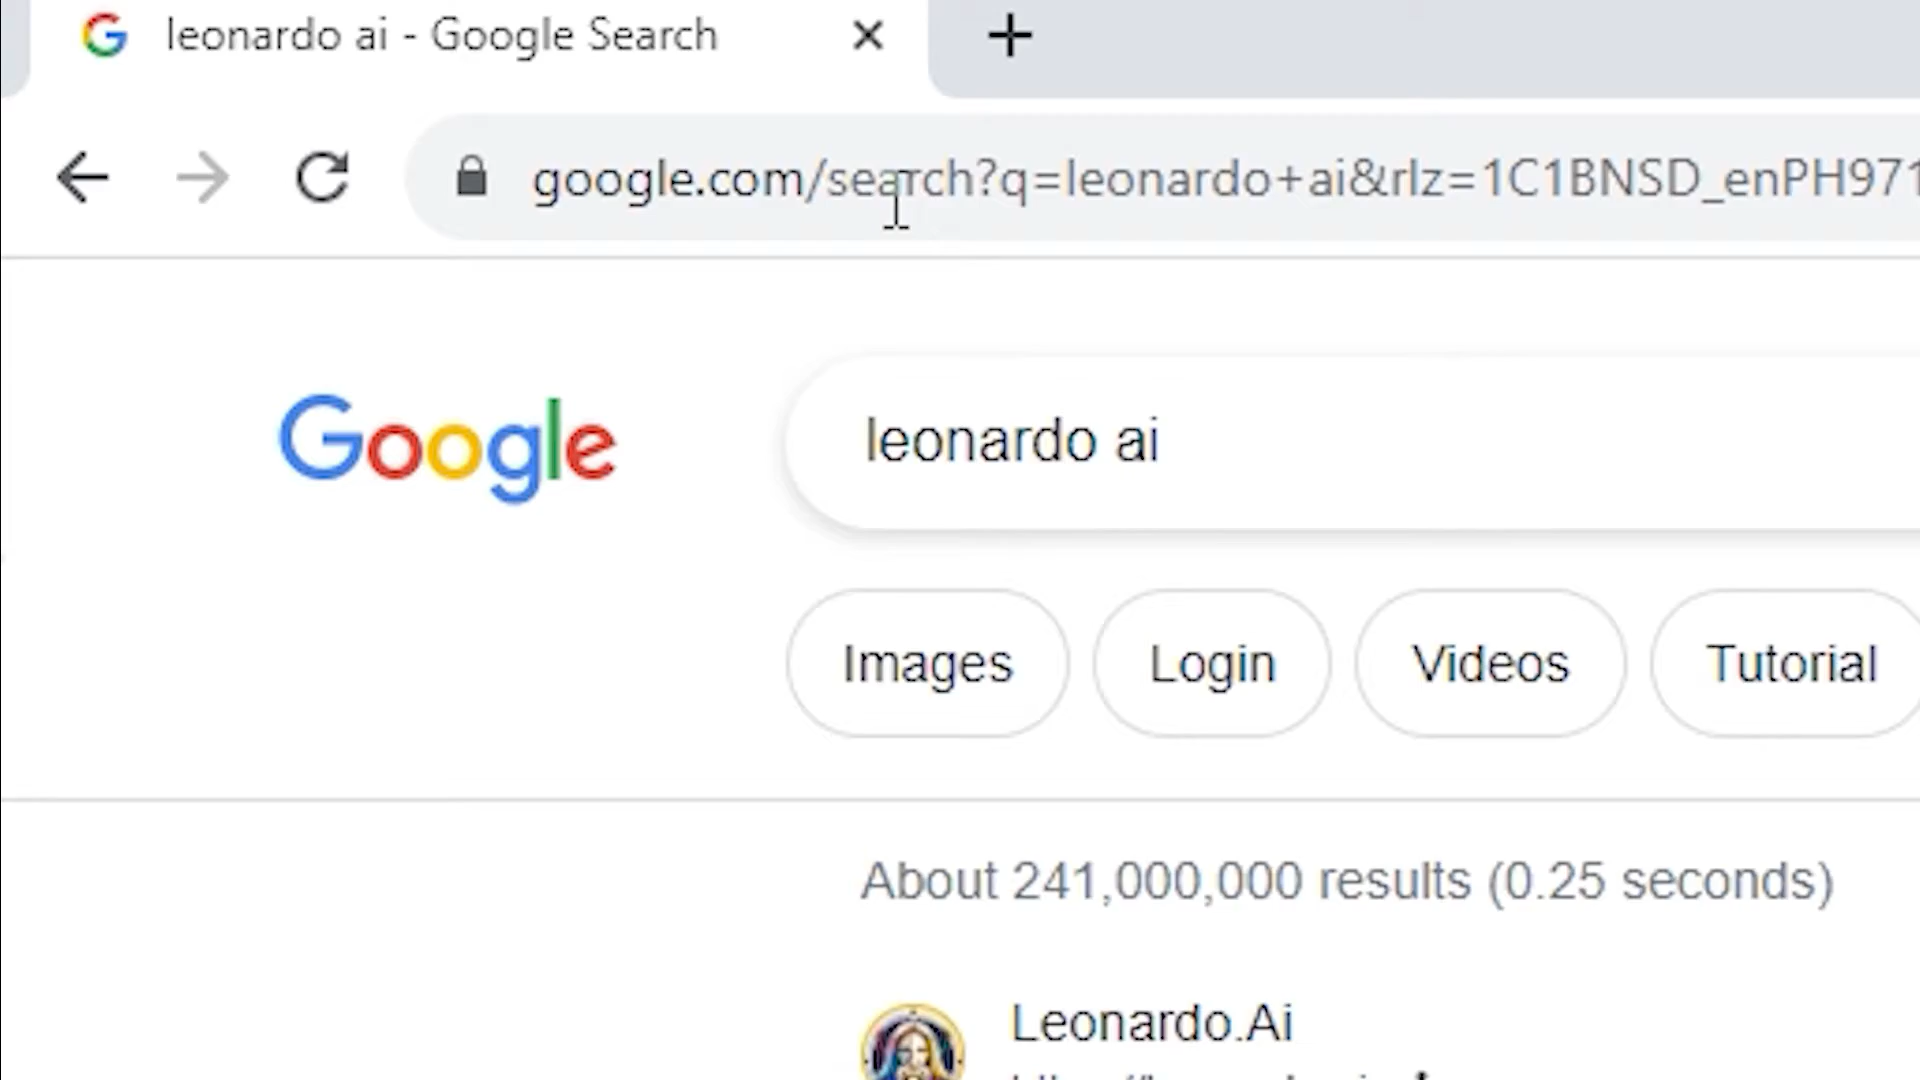 leonardo ai - Google Search
google.com/search?q=leonardo+ai&rlz=1C1BNSD_enPH971
Google
leonardo ai
Images
Login
Videos
Tutorial
About 241,000,000 results (0.25 seconds)
Leonardo.Ai